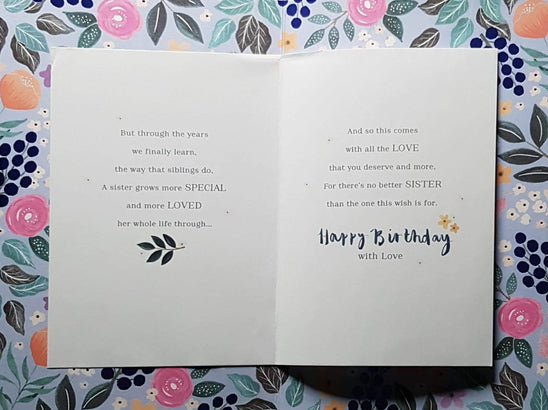 But through the years
we finally learn,
the way that siblings do,
A sister grows more SPECIAL
and more LOVED
her whole life through...
And so this comes
with all the LOVE
that you deserve and more,
For there's no better SISTER
than the one this wish is for.
Happy Birthday
with Love